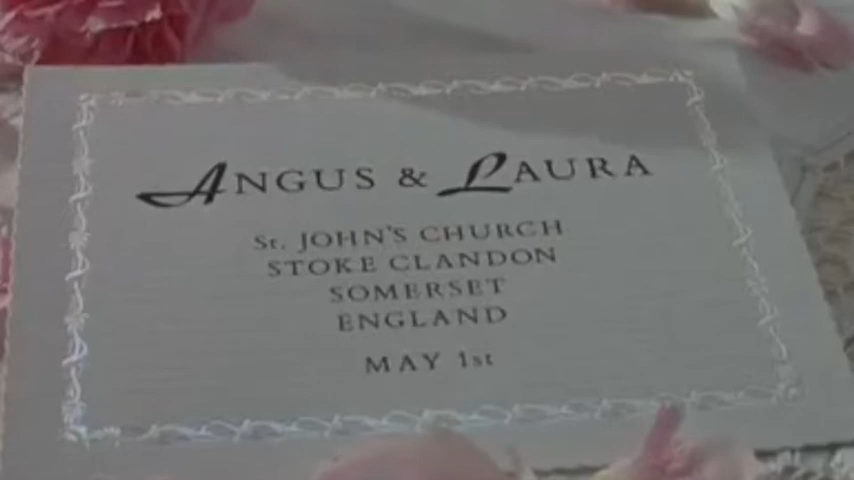 ANGUS & LAURA
St. JOHN'S CHURCH
STOKE CLANDON
SOMERSET
ENGLAND
MAY 1st